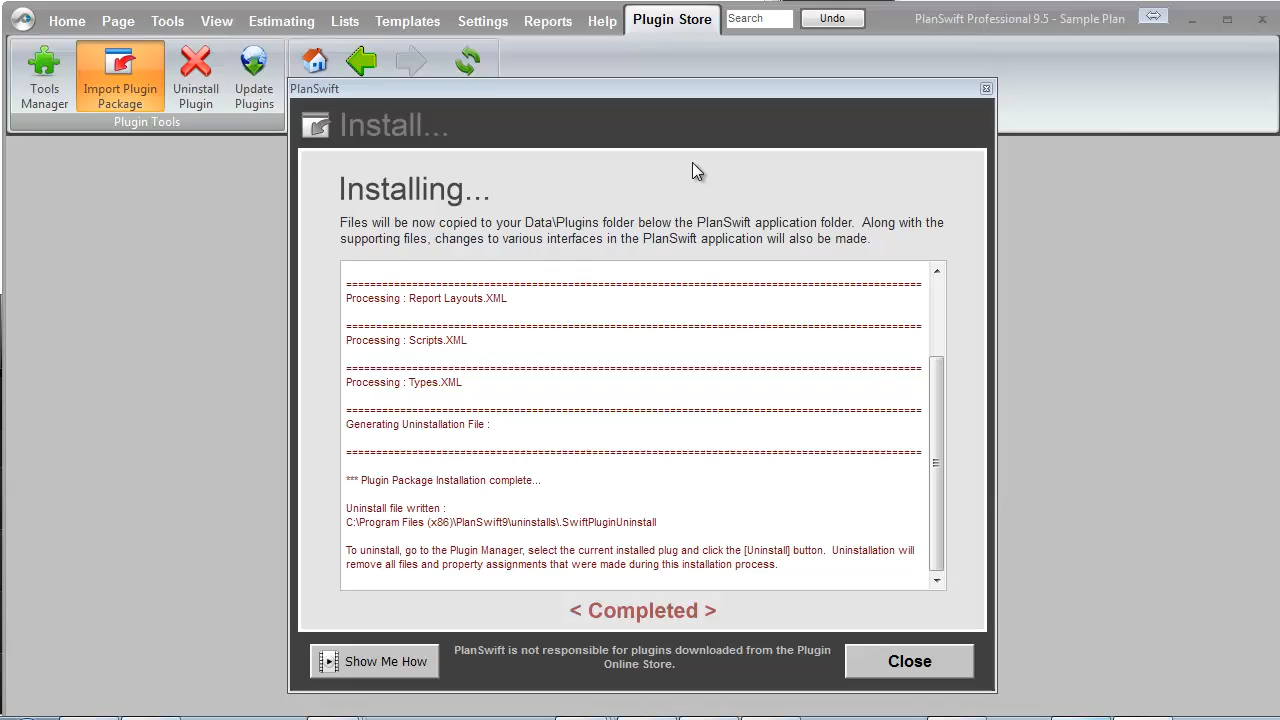 Home Page Tools View Estimating Lists Templates Settings Reports Help Plugin Store Search Undo PlanSwift Professional 9.5 - Sample Plan
Tools Manager
Import Plugin Package
Uninstall Plugin
Update Plugins
Plugin Tools
PlanSwift
Install...
Installing...
Files will be now copied to your Data\Plugins folder below the PlanSwift application folder. Along with the
supporting files, changes to various interfaces in the PlanSwift application will also be made.
================================================================================
Processing : Report Layouts.XML
================================================================================
Processing : Scripts.XML
================================================================================
Processing : Types.XML
================================================================================
Generating Uninstallation File :
================================================================================
*** Plugin Package Installation complete...
Uninstall file written :
C:\Program Files (x86)\PlanSwift9\uninstalls\.SwiftPluginUninstall
To uninstall, go to the Plugin Manager, select the current installed plug and click the [Uninstall] button. Uninstallation will
remove all files and property assignments that were made during this installation process.
< Completed >
Show Me How
PlanSwift is not responsible for plugins downloaded from the Plugin
Online Store.
Close